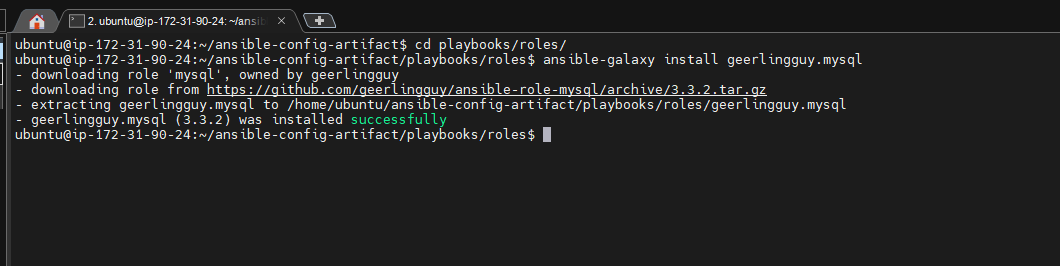 2. ubuntu@ip-172-31-90-24: ~/ansib
ubuntu@ip-172-31-90-24:~/ansible-config-artifact$ cd playbooks/roles/
ubuntu@ip-172-31-90-24:~/ansible-config-artifact/playbooks/roles$ ansible-galaxy install geerlingguy.mysql
- downloading role 'mysql', owned by geerlingguy
- downloading role from https://github.com/geerlingguy/ansible-role-mysql/archive/3.3.2.tar.gz
- extracting geerlingguy.mysql to /home/ubuntu/ansible-config-artifact/playbooks/roles/geerlingguy.mysql
- geerlingguy.mysql (3.3.2) was installed successfully
ubuntu@ip-172-31-90-24:~/ansible-config-artifact/playbooks/roles$